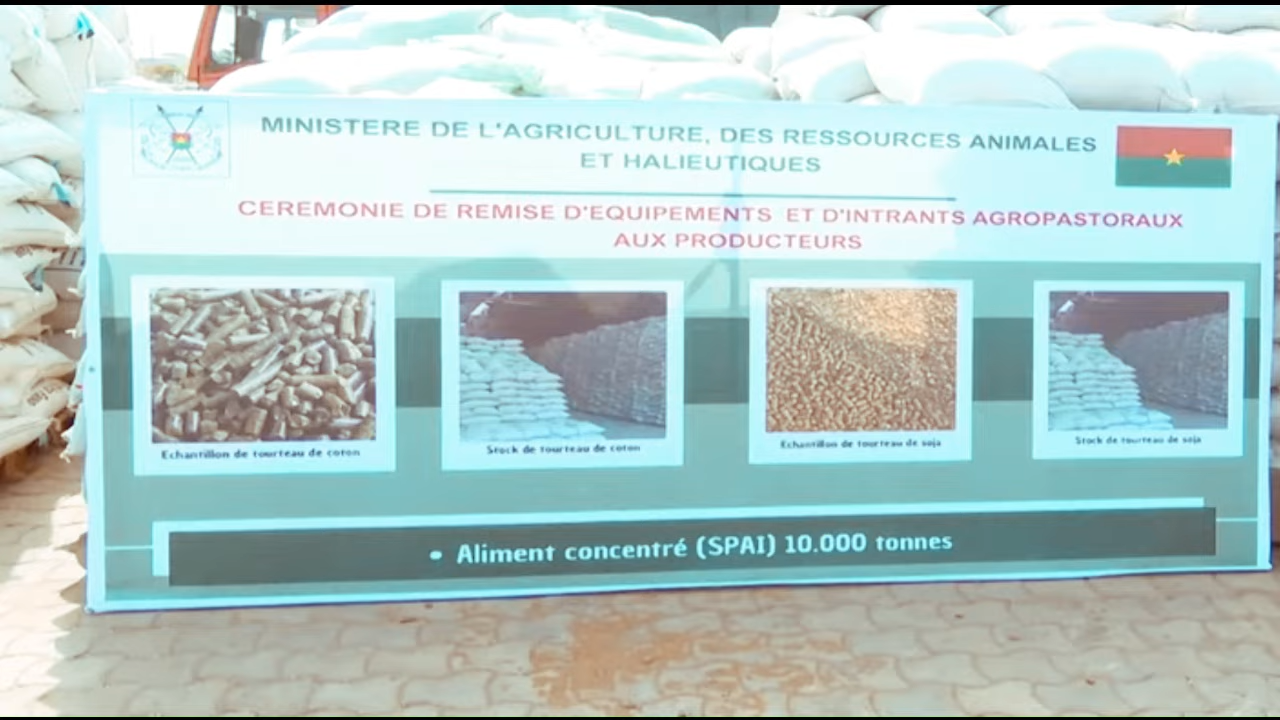 MINISTERE DE L'AGRICULTURE, DES RESSOURCES ANIMALES
ET HALIEUTIQUES
CEREMONIE DE REMISE D'EQUIPEMENTS ET D'INTRANTS AGROPASTORAUX
AUX PRODUCTEURS
Echantillon de tourteau de coton
Stock de tourteau de coton
Echantillon de tourteau de soja
Stock de tourteau de soja
• Aliment concentré (SPAI) 10.000 tonnes